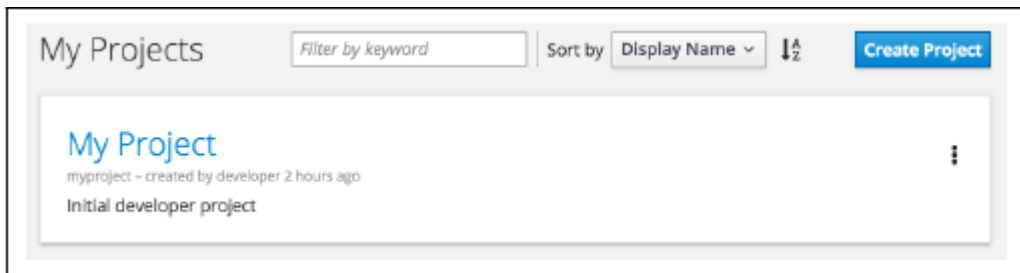 My Projects Filter by keyword Sort by Display Name A Z Create Project
My Project
myproject – created by developer 2 hours ago
Initial developer project